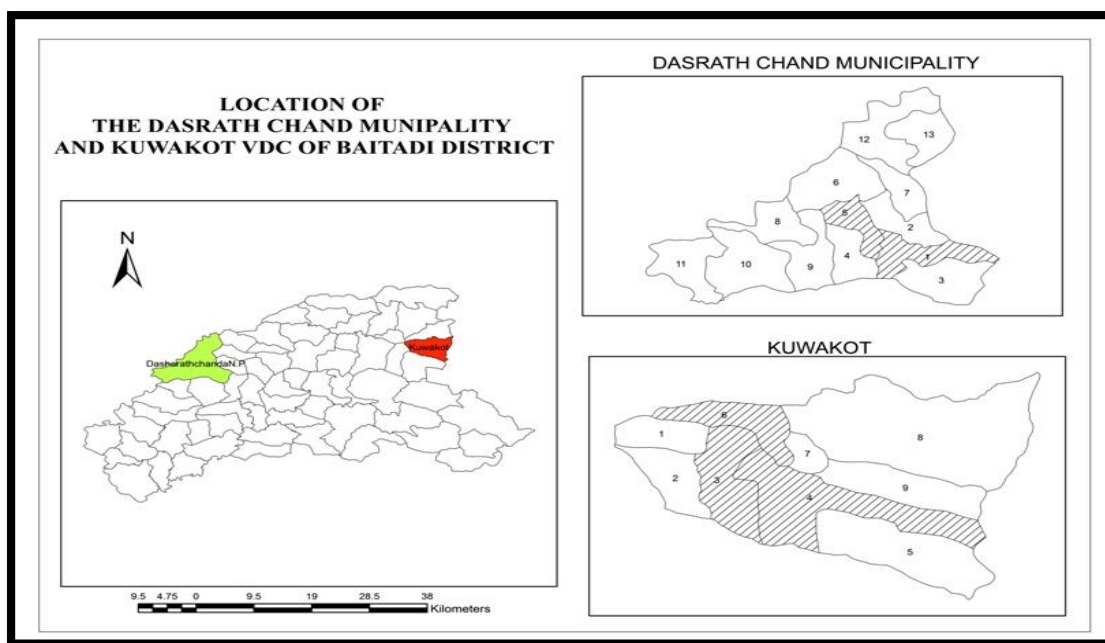 LOCATION OF
THE DASRATH CHAND MUNIPALITY
AND KUWAKOT VDC OF BAITADI DISTRICT
N
DasharathchandaN.P
Kuwakot
9.5 4.75 0 9.5 19 28.5 38
Kilometers
DASRATH CHAND MUNICIPALITY
12
13
6
7
5
8
2
4
1
11
10
9
3
KUWAKOT
6
1
8
7
2
3
9
4
5